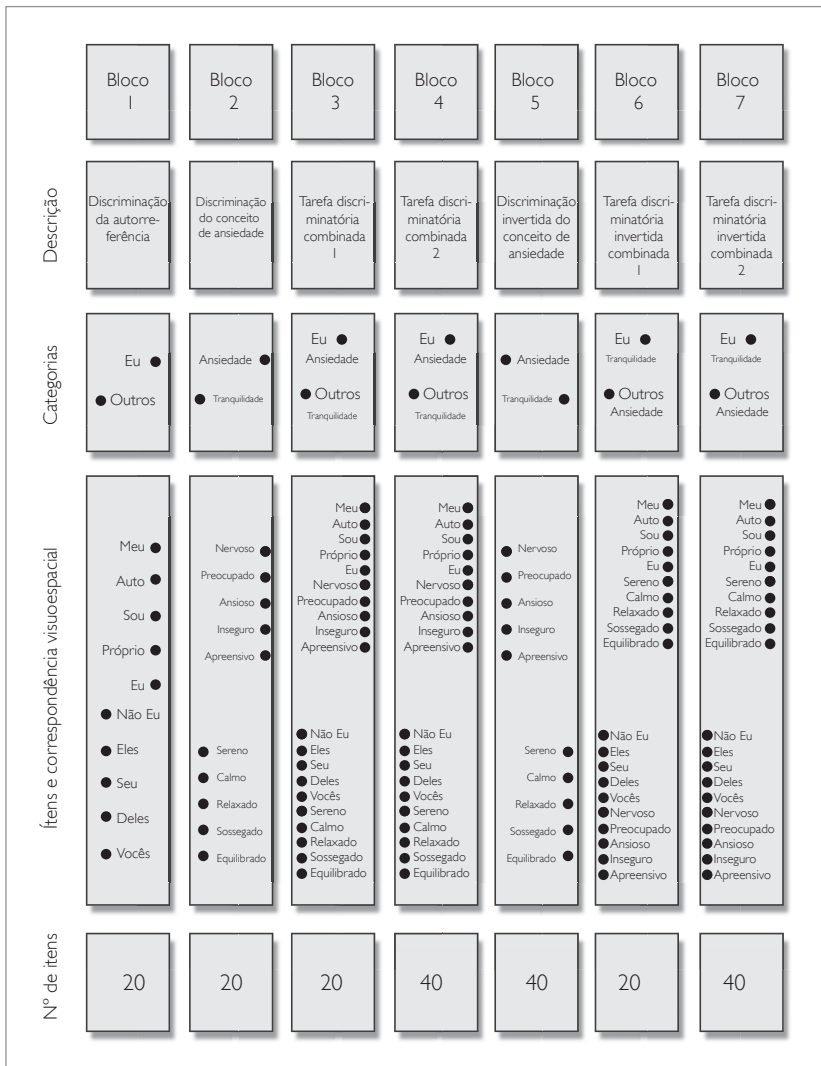 Bloco
1
Bloco
2
Bloco
3
Bloco
4
Bloco
5
Bloco
6
Bloco
7
Descrição
Discriminação
da autorre-
ferência
Discriminação
do conceito
de ansiedade
Tarefa discri-
minatória
combinada
1
Tarefa discri-
minatória
combinada
2
Discriminação
invertida do
conceito de
ansiedade
Tarefa discri-
minatória
invertida
combinada
1
Tarefa discri-
minatória
invertida
combinada
2
Categorias
Eu
Outros
Ansiedade
Tranquilidade
Eu
Ansiedade
Outros
Tranquilidade
Eu
Ansiedade
Outros
Tranquilidade
Ansiedade
Tranquilidade
Eu
Tranquilidade
Outros
Ansiedade
Eu
Tranquilidade
Outros
Ansiedade
Ítens e correspondência visuoespacial
Meu
Auto
Sou
Próprio
Eu
Não Eu
Eles
Seu
Deles
Vocês
Nervoso
Preocupado
Ansioso
Inseguro
Apreensivo
Sereno
Calmo
Relaxado
Sossegado
Equilibrado
Meu
Auto
Sou
Próprio
Eu
Nervoso
Preocupado
Ansioso
Inseguro
Apreensivo
Não Eu
Eles
Seu
Deles
Vocês
Sereno
Calmo
Relaxado
Sossegado
Equilibrado
Meu
Auto
Sou
Próprio
Eu
Nervoso
Preocupado
Ansioso
Inseguro
Apreensivo
Não Eu
Eles
Seu
Deles
Vocês
Sereno
Calmo
Relaxado
Sossegado
Equilibrado
Nervoso
Preocupado
Ansioso
Inseguro
Apreensivo
Sereno
Calmo
Relaxado
Sossegado
Equilibrado
Meu
Auto
Sou
Próprio
Eu
Sereno
Calmo
Relaxado
Sossegado
Equilibrado
Não Eu
Eles
Seu
Deles
Vocês
Nervoso
Preocupado
Ansioso
Inseguro
Apreensivo
Meu
Auto
Sou
Próprio
Eu
Sereno
Calmo
Relaxado
Sossegado
Equilibrado
Não Eu
Eles
Seu
Deles
Vocês
Nervoso
Preocupado
Ansioso
Inseguro
Apreensivo
Nº de itens
20
20
20
40
40
20
40